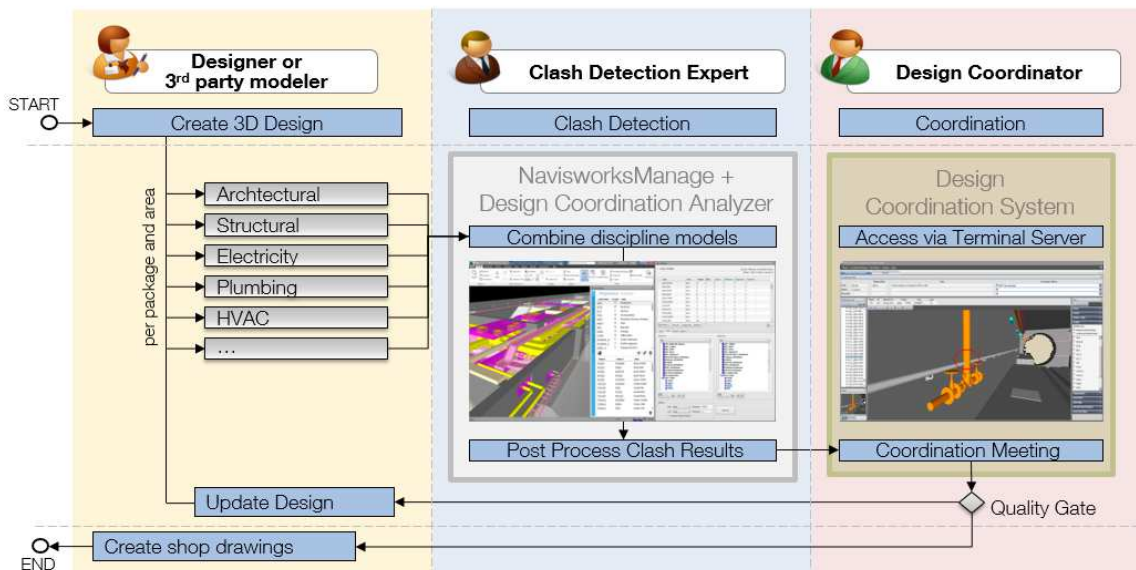 Designer or
3rd party modeler
Clash Detection Expert
Design Coordinator
START
Create 3D Design
Clash Detection
Coordination
per package and area
Archtectural
Structural
Electricity
Plumbing
HVAC
...
NavisworksManage +
Design Coordination Analyzer
Combine discipline models
Post Process Clash Results
Design
Coordination System
Access via Terminal Server
Coordination Meeting
Update Design
Quality Gate
Create shop drawings
END